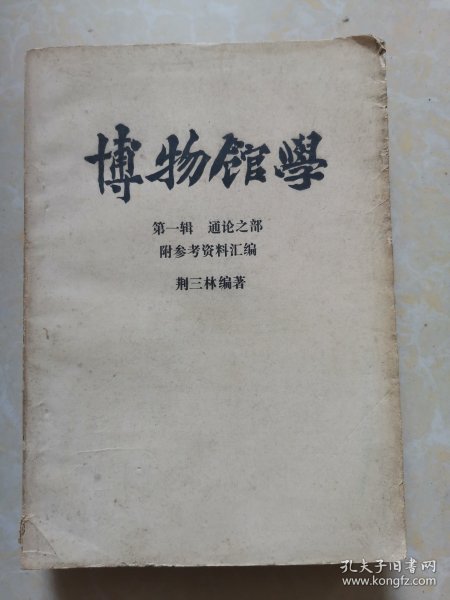 博物馆學
第一辑 通论之部
附参考资料汇编
荆三林编著
孔夫子旧书网
www.kongfz.com